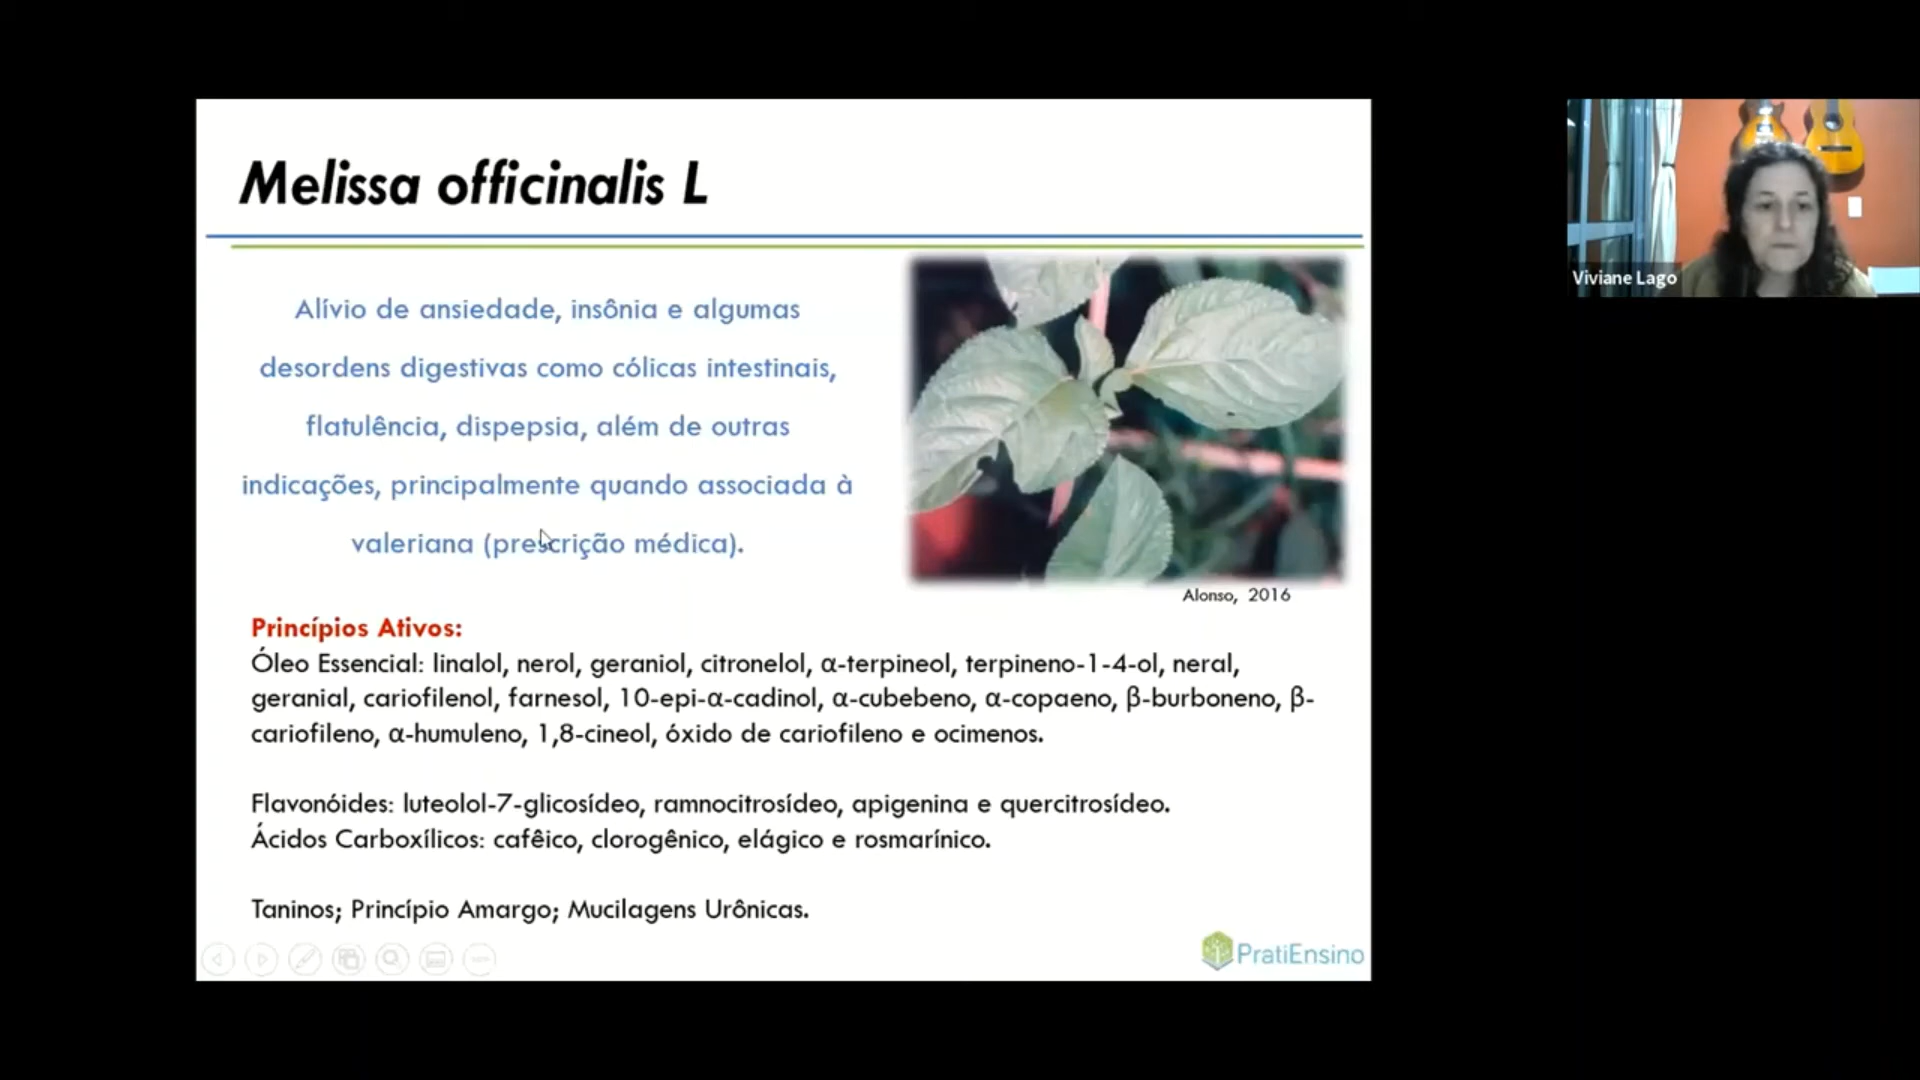 Melissa officinalis L
Alívio de ansiedade, insônia e algumas
desordens digestivas como cólicas intestinais,
flatulência, dispepsia, além de outras
indicações, principalmente quando associada à
valeriana (prescrição médica).
Alonso, 2016
Princípios Ativos:
Óleo Essencial: linalol, nerol, geraniol, citronelol, α-terpineol, terpineno-1-4-ol, neral,
geranial, cariofilenol, farnesol, 10-epi-α-cadinol, α-cubebeno, α-copaeno, β-burboneno, β-
cariofileno, α-humuleno, 1,8-cineol, óxido de cariofileno e ocimenos.
Flavonóides: luteolol-7-glicosídeo, ramnocitrosídeo, apigenina e quercitrosídeo.
Ácidos Carboxílicos: cafêico, clorogênico, elágico e rosmarínico.
Taninos; Princípio Amargo; Mucilagens Urônicas.
PratiEnsino
Viviane Lago